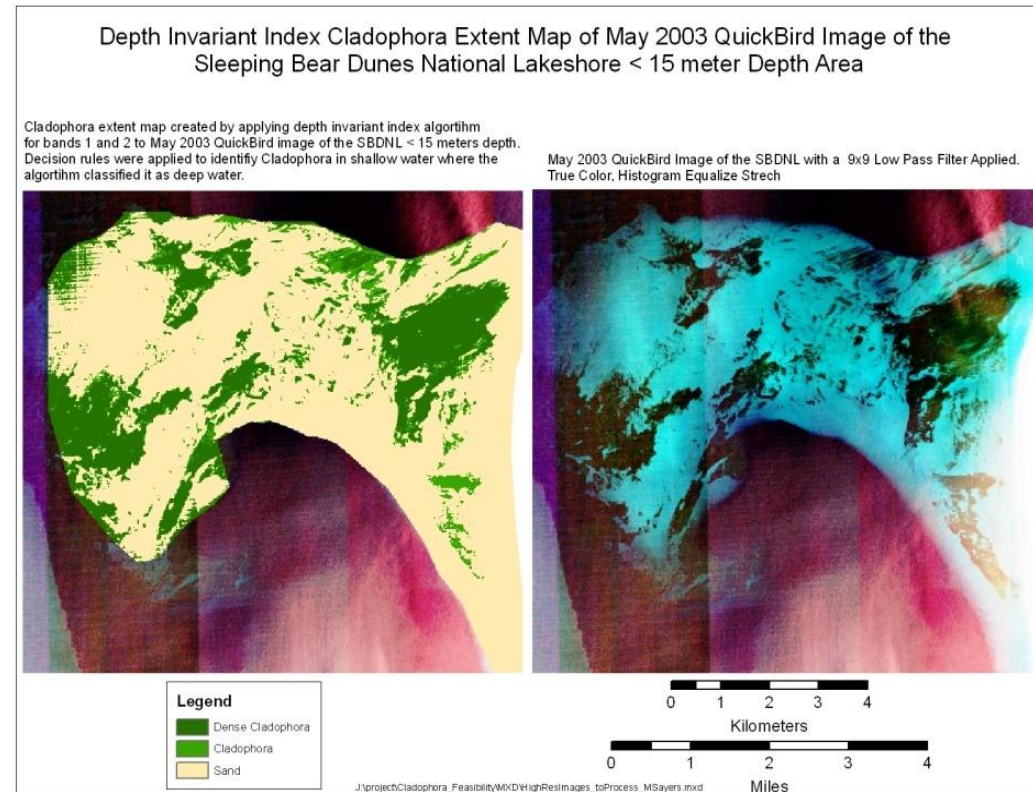 Depth Invariant Index Cladophora Extent Map of May 2003 QuickBird Image of the
Sleeping Bear Dunes National Lakeshore < 15 meter Depth Area
Cladophora extent map created by applying depth invariant index algortihm
for bands 1 and 2 to May 2003 QuickBird image of the SBDNL < 15 meters depth.
Decision rules were applied to identifiy Cladophora in shallow water where the
algortihm classified it as deep water.
May 2003 QuickBird Image of the SBDNL with a 9x9 Low Pass Filter Applied.
True Color, Histogram Equalize Strech
Legend
Dense Cladophora
Cladophora
Sand
0 1 2 3 4
Kilometers
0 1 2 3 4
Miles
J:\project\Cladophora_Feasibility\MXD\HighResImages_toProcess_MSayers.mxd